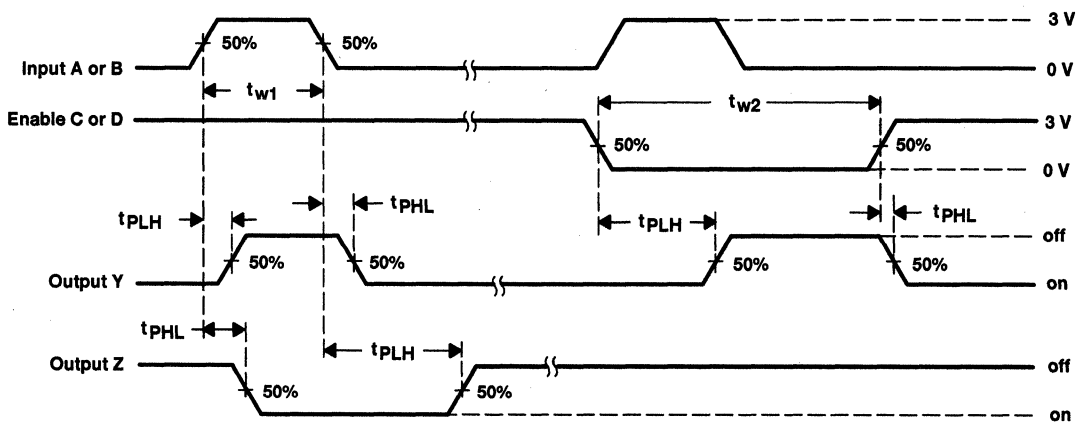 3 V
50%
50%
Input A or B
0 V
tw1
tw2
Enable C or D
3 V
50%
50%
0 V
tPLH
tPHL
tPLH
tPHL
off
50%
50%
50%
50%
Output Y
on
tPHL
tPLH
Output Z
off
50%
50%
on